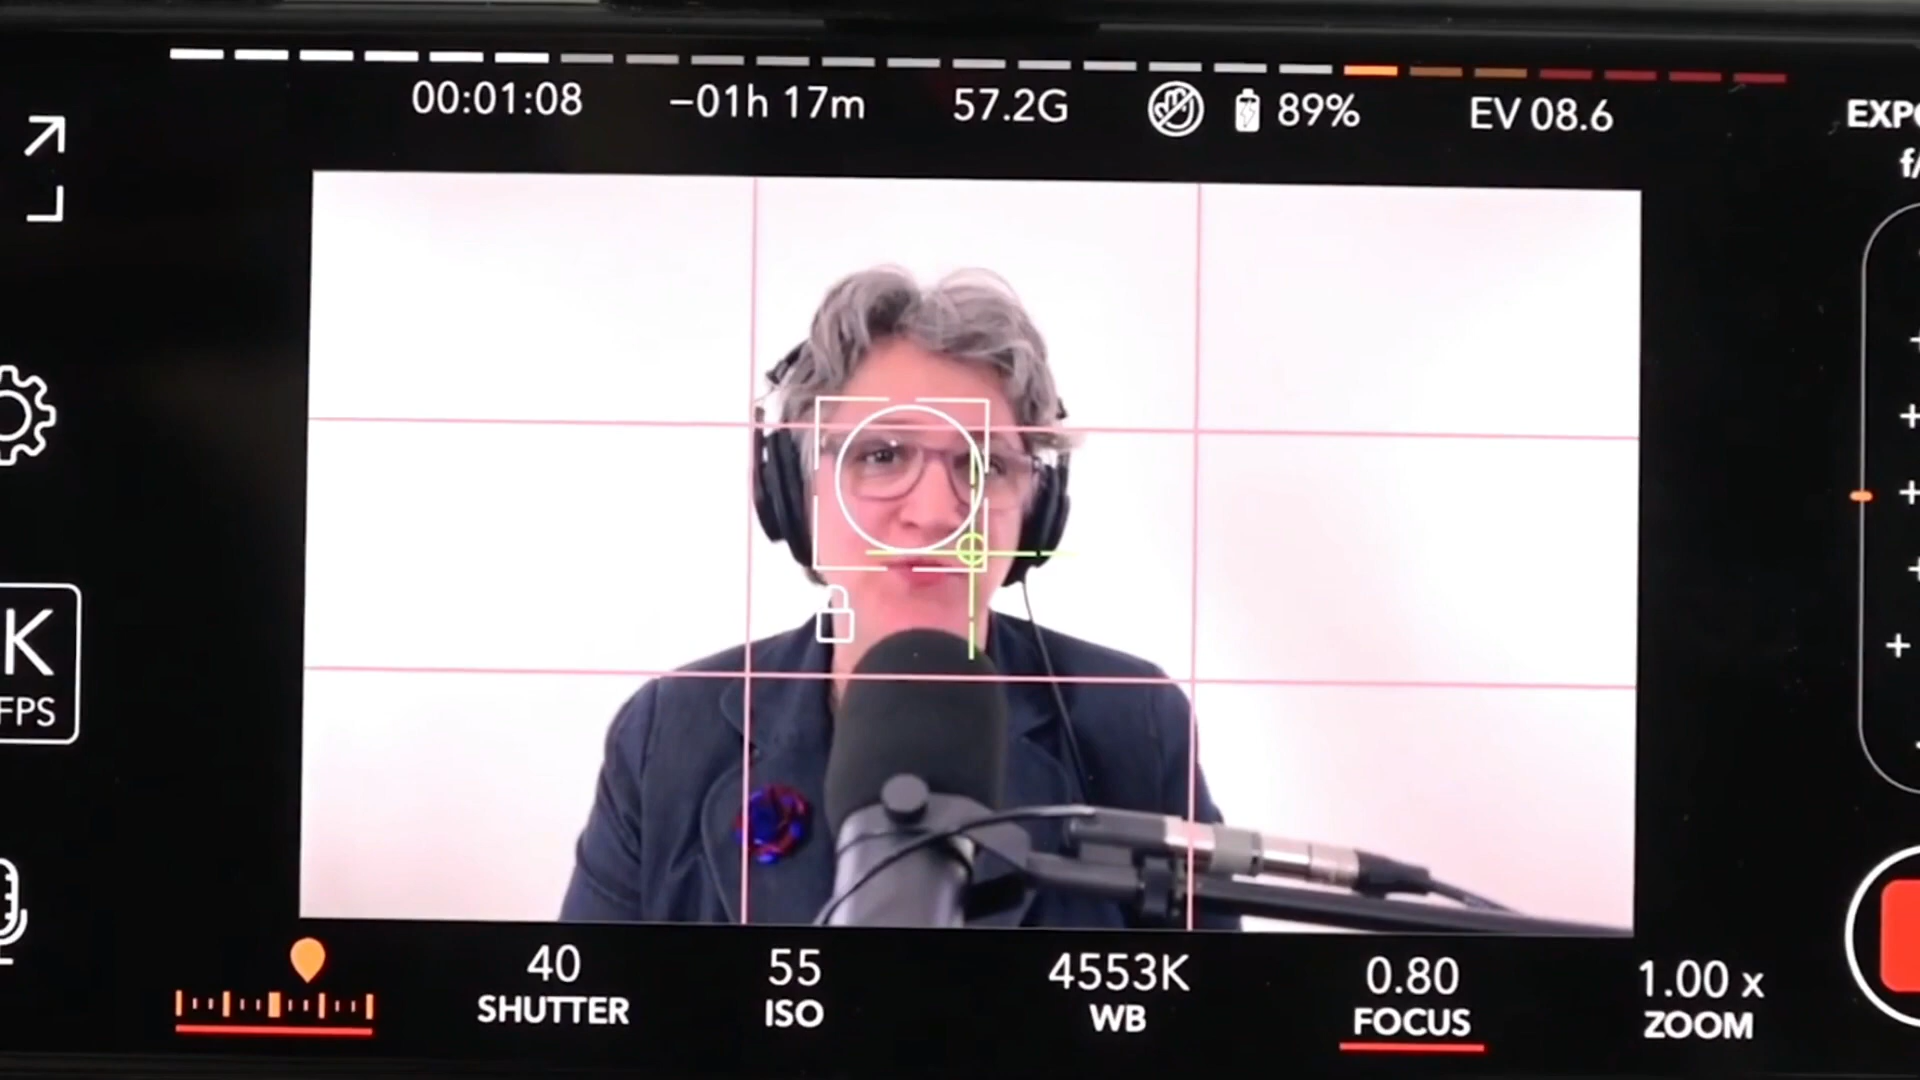 00:01:08 −01h 17m 57.2G 89% EV 08.6
EXPO
f/
K
FPS
40 55 4553K 0.80 1.00 x
SHUTTER ISO WB FOCUS ZOOM